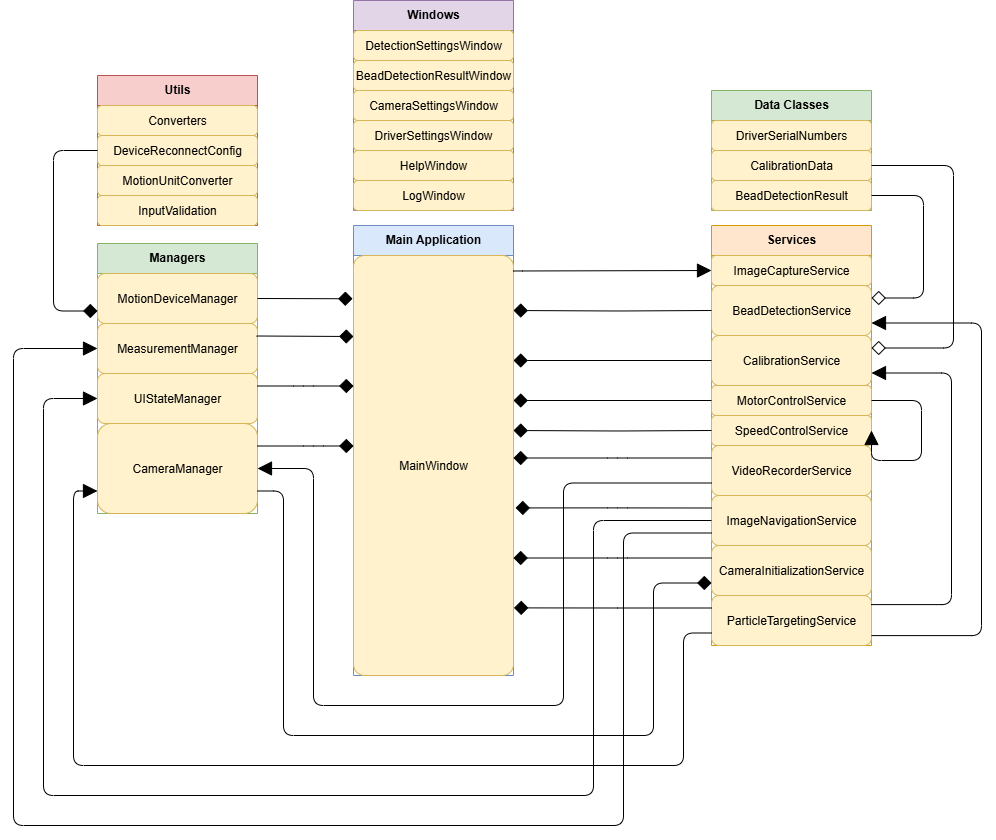 Windows
DetectionSettingsWindow
BeadDetectionResultWindow
CameraSettingsWindow
DriverSettingsWindow
HelpWindow
LogWindow
Utils
Converters
DeviceReconnectConfig
MotionUnitConverter
InputValidation
Data Classes
DriverSerialNumbers
CalibrationData
BeadDetectionResult
Managers
MotionDeviceManager
MeasurementManager
UIStateManager
CameraManager
Main Application
MainWindow
Services
ImageCaptureService
BeadDetectionService
CalibrationService
MotorControlService
SpeedControlService
VideoRecorderService
ImageNavigationService
CameraInitializationService
ParticleTargetingService